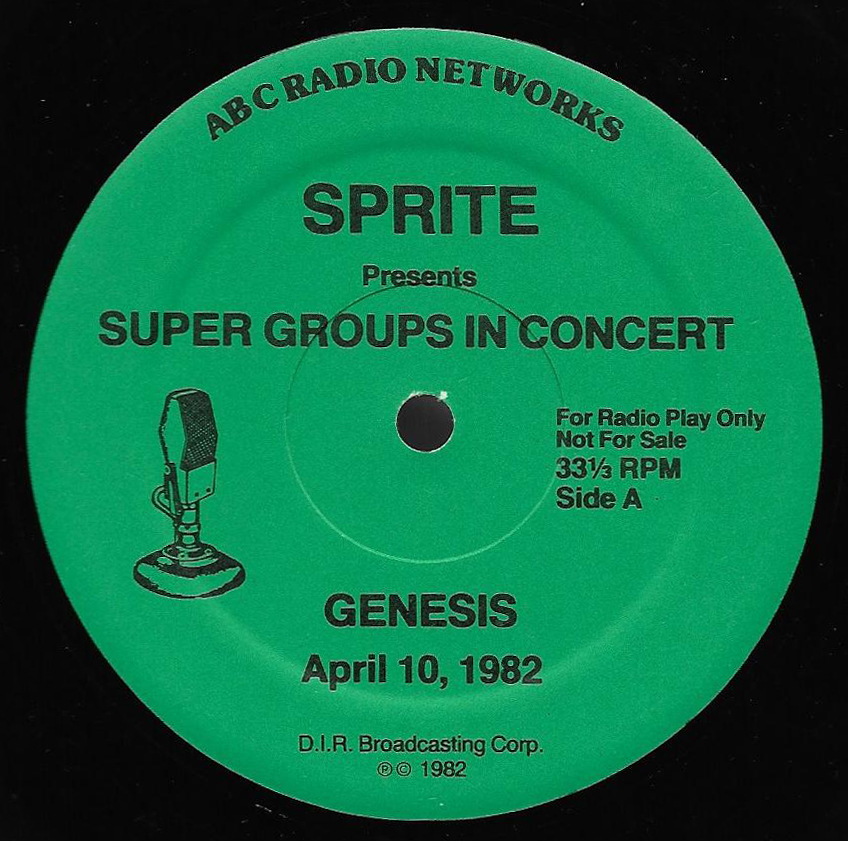 ABC RADIO NETWORKS
SPRITE
Presents
SUPER GROUPS IN CONCERT
For Radio Play Only
Not For Sale
33⅓ RPM
Side A
GENESIS
April 10, 1982
D.I.R. Broadcasting Corp.
℗ © 1982